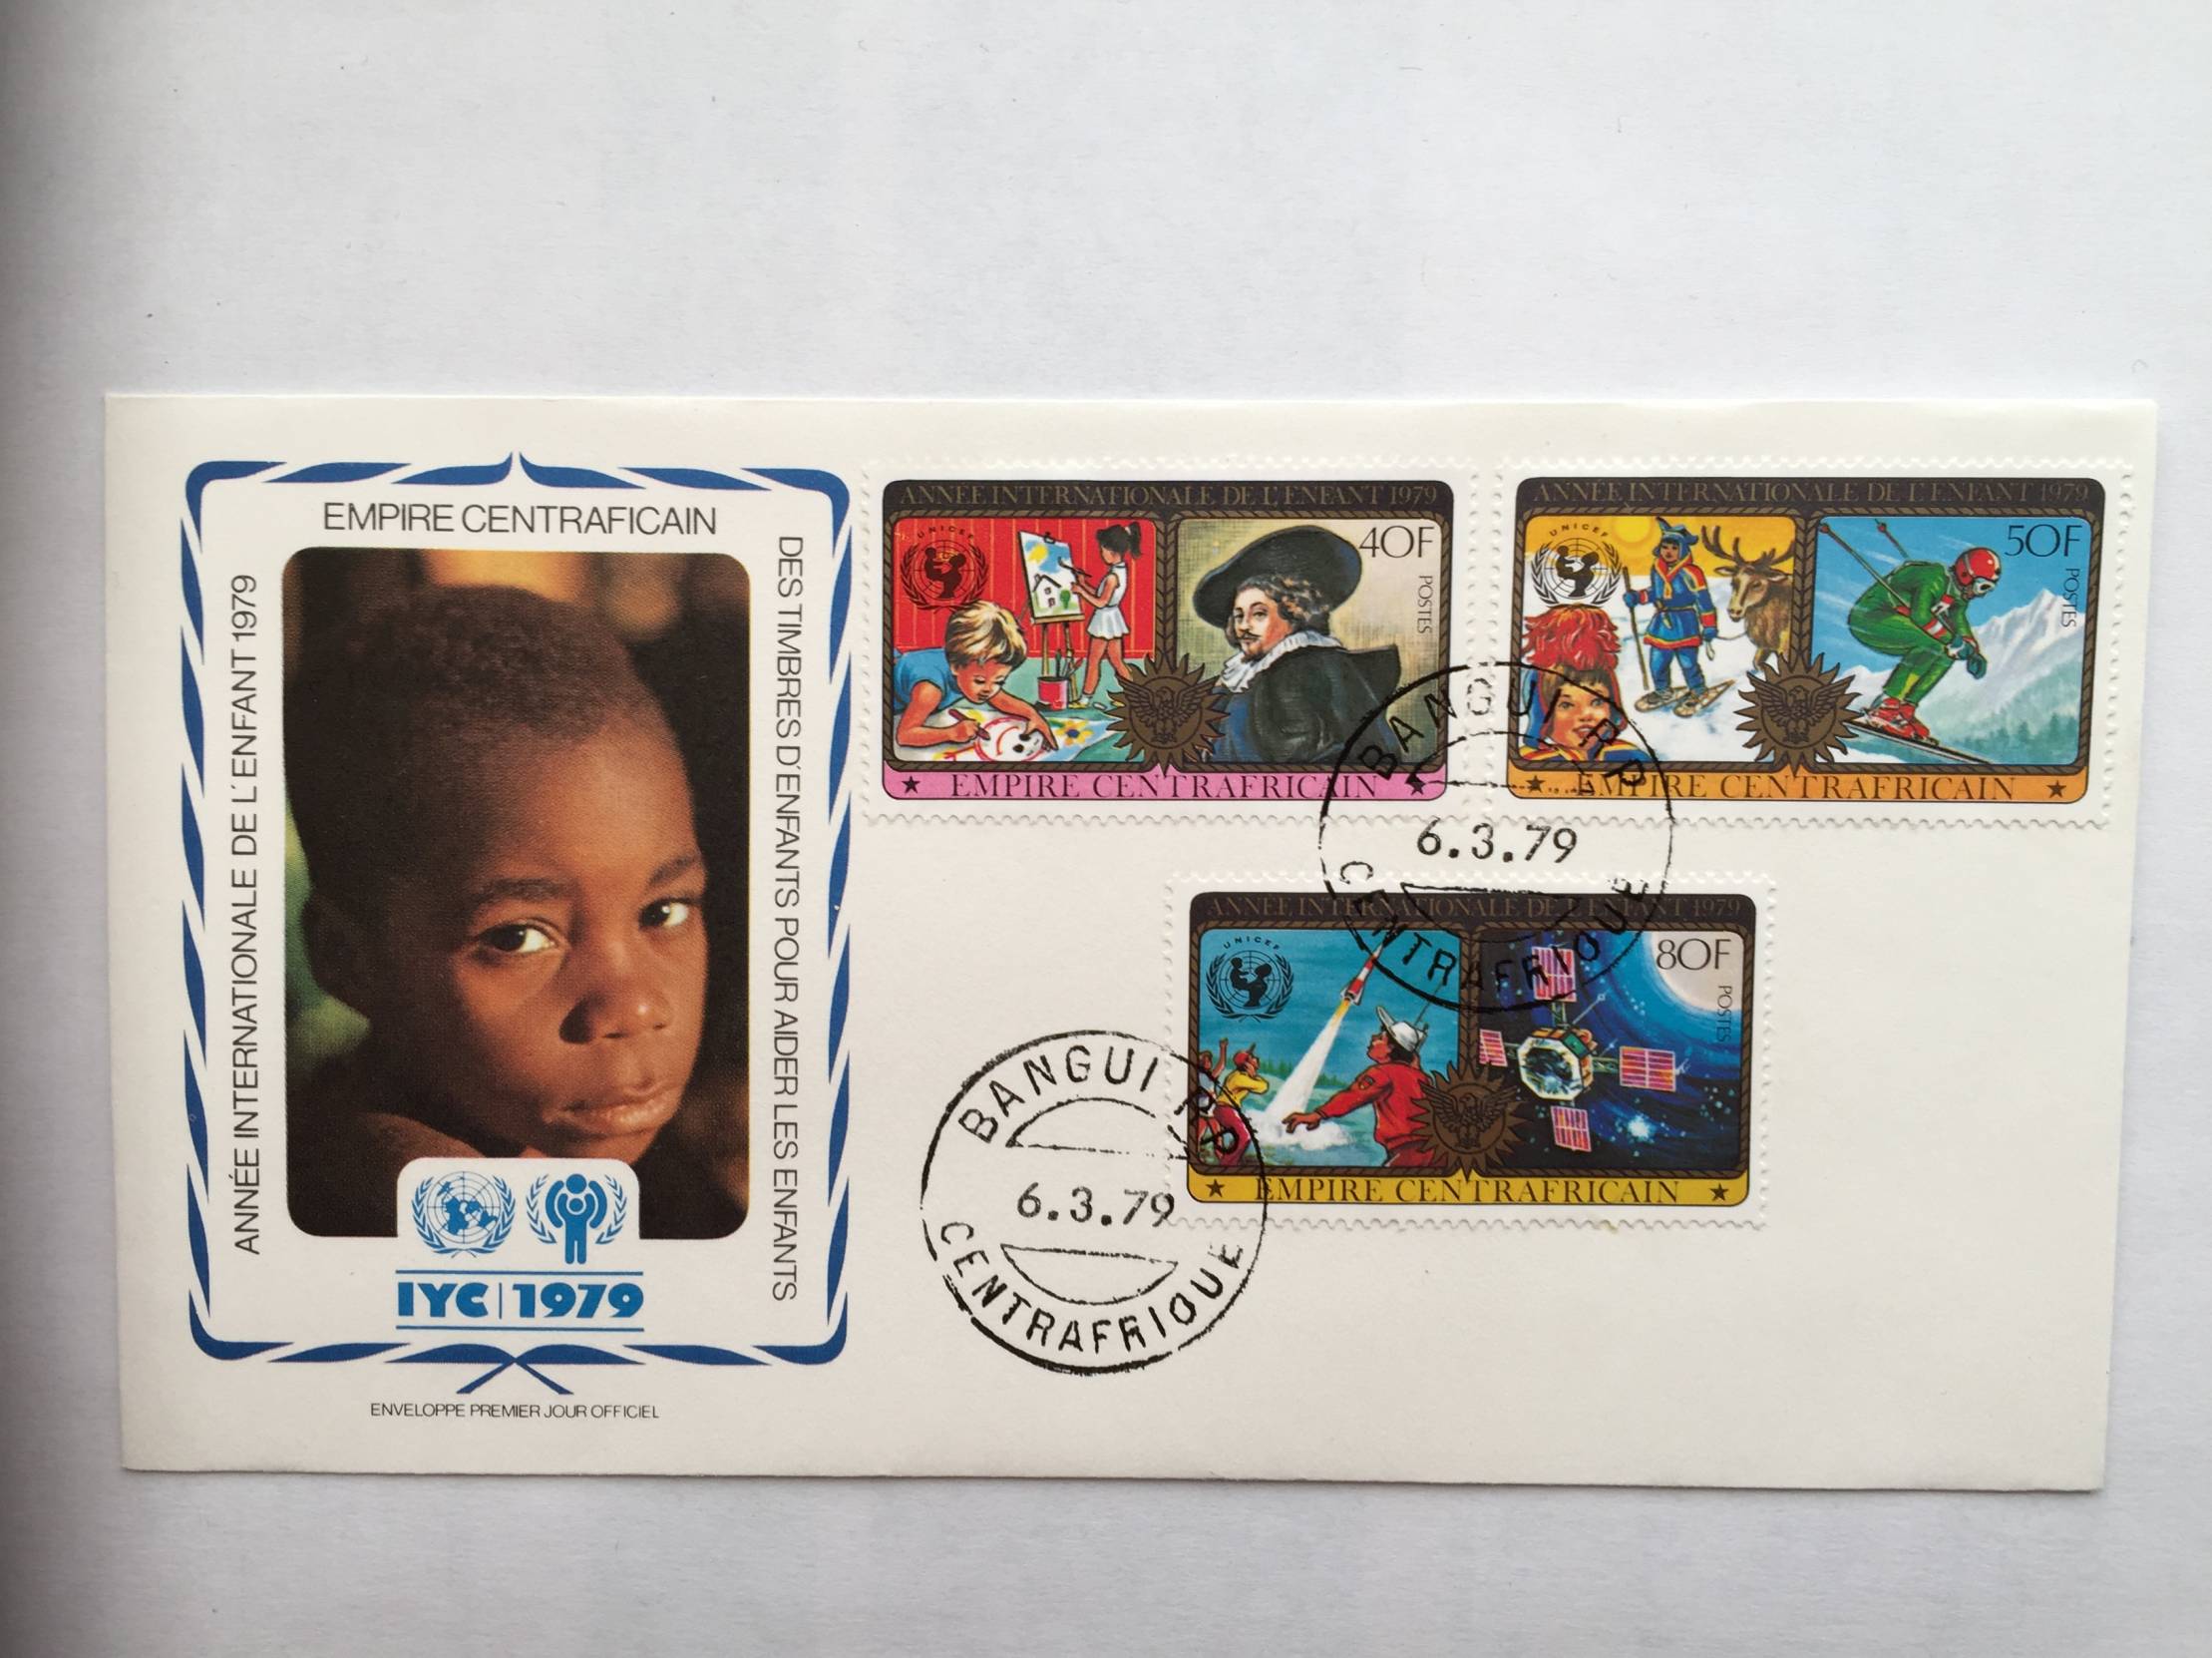 EMPIRE CENTRAFICAIN
ANNÉE INTERNATIONALE DE L'ENFANT 1979
DES TIMBRES D'ENFANTS POUR AIDER LES ENFANTS
IYC | 1979
ENVELOPPE PREMIER JOUR OFFICIEL
ANNÉE INTERNATIONALE DE L'ENFANT 1979
UNICEF
40F
POSTES
★ EMPIRE CENTRAFRICAIN ★
ANNÉE INTERNATIONALE DE L'ENFANT 1979
UNICEF
50F
POSTES
★ EMPIRE CENTRAFRICAIN ★
BANGUI RP
6.3.79
CENTRAFRIQUE
ANNÉE INTERNATIONALE DE L'ENFANT 1979
UNICEF
80F
POSTES
★ EMPIRE CENTRAFRICAIN ★
BANGUI RP
6.3.79
CENTRAFRIQUE